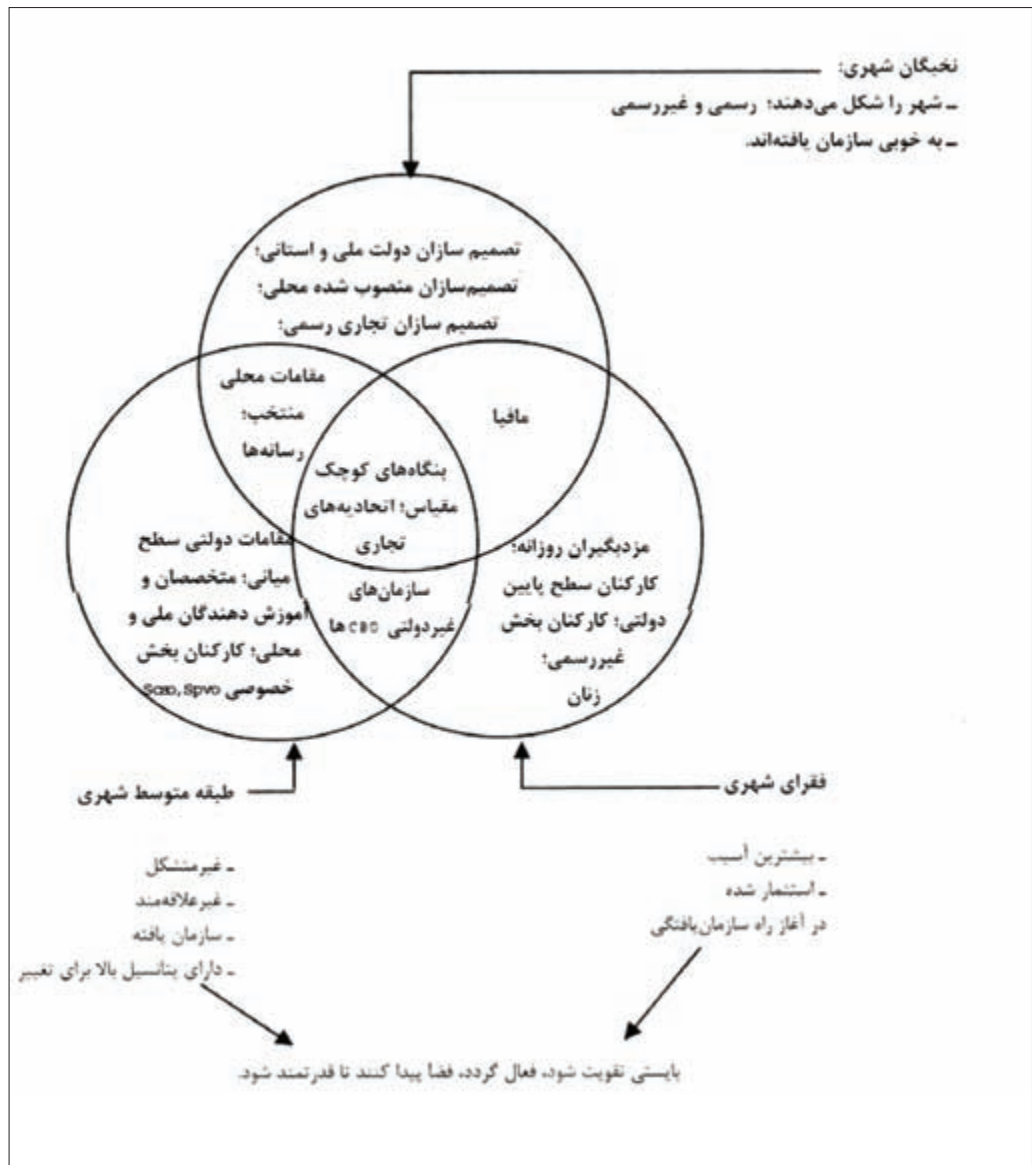 نخبگان شهری:
ـ شهر را شکل می‌دهند؛ رسمی و غیررسمی
ـ به خوبی سازمان یافته‌اند.
تصمیم سازان دولت ملی و استانی؛
تصمیم‌سازان منصوب شده محلی؛
تصمیم سازان تجاری رسمی؛
مقامات محلی
منتخب؛
رسانه‌ها
مافیا
بنگاه‌های کوچک
مقیاس؛ اتحادیه‌های
تجاری
مقامات دولتی سطح
میانی؛ متخصصان و
آموزش دهندگان ملی و
محلی؛ کارکنان بخش
خصوصی
سازمان‌های
غیردولتی CBOها
مزدبگیران روزانه؛
کارکنان سطح پایین
دولتی؛ کارکنان بخش
غیررسمی؛
زنان
فقرای شهری
ـ بیشترین آسیب
ـ استثمار شده
در آغاز راه سازمان‌یافتگی
طبقه متوسط شهری
ـ غیرمتشکل
ـ غیرعلاقه‌مند
ـ سازمان یافته
ـ دارای پتانسیل بالا برای تغییر
بایستی تقویت شود، فعال گردد، فضا پیدا کنند تا قدرتمند شود.